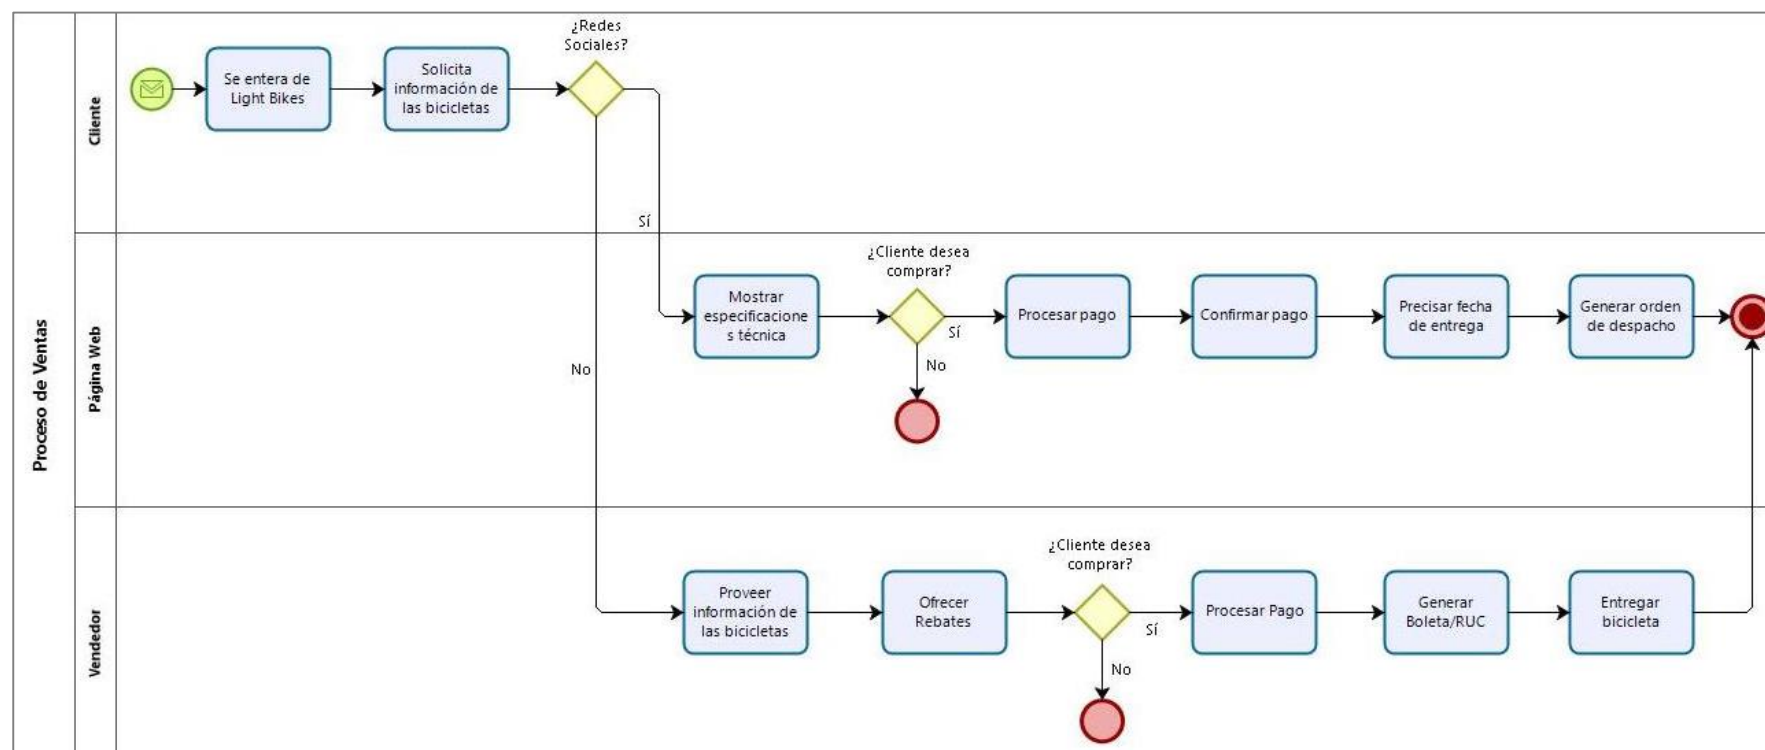 Proceso de Ventas
Cliente
Se entera de
Light Bikes
Solicita
información de
las bicicletas
¿Redes
Sociales?
Sí
No
Página Web
Mostrar
especificacione
s técnica
¿Cliente desea
comprar?
Sí
No
Procesar pago
Confirmar pago
Precisar fecha
de entrega
Generar orden
de despacho
Vendedor
Proveer
información de
las bicicletas
Ofrecer
Rebates
¿Cliente desea
comprar?
Sí
No
Procesar Pago
Generar
Boleta/RUC
Entregar
bicicleta